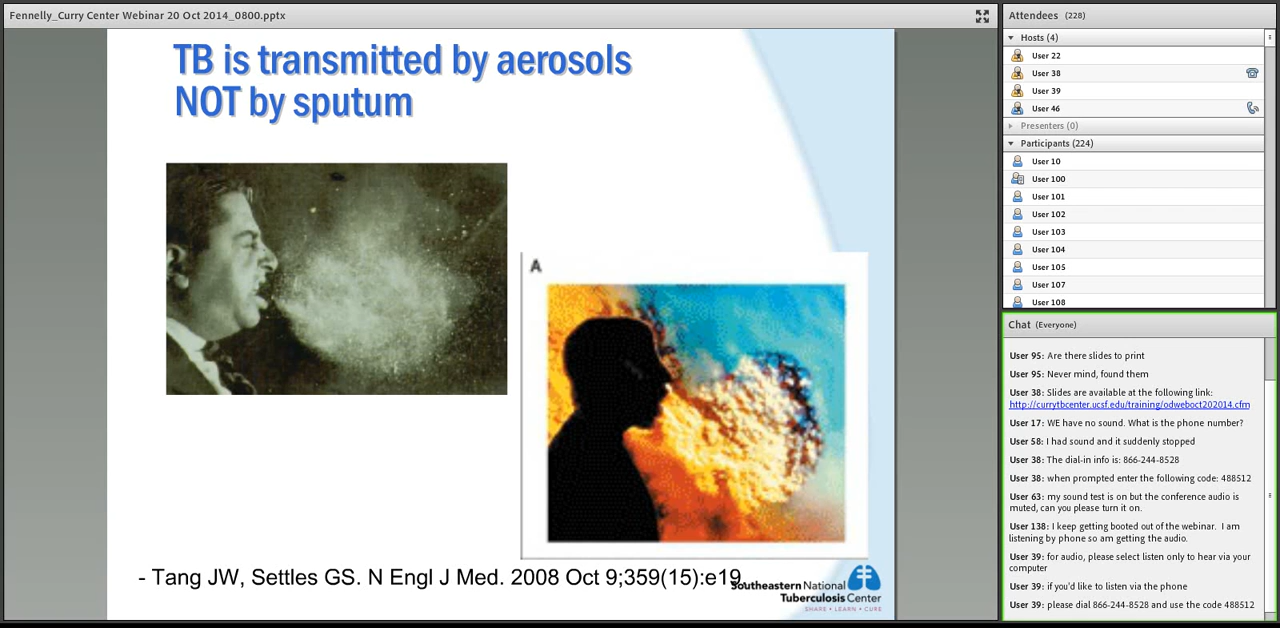 Fennelly_Curry Center Webinar 20 Oct 2014_0800.pptx
TB is transmitted by aerosols
NOT by sputum
A
- Tang JW, Settles GS. N Engl J Med. 2008 Oct 9;359(15):e19
Southeastern National
Tuberculosis Center
SHARE • LEARN • CURE
Attendees (228)
Hosts (4)
User 22
User 38
User 39
User 46
Presenters (0)
Participants (224)
User 10
User 100
User 101
User 102
User 103
User 104
User 105
User 107
User 108
Chat (Everyone)
User 95: Are there slides to print
User 95: Never mind, found them
User 38: Slides are available at the following link:
http://currytbcenter.ucsf.edu/training/odweboct202014.cfm
User 17: WE have no sound. What is the phone number?
User 58: I had sound and it suddenly stopped
User 38: The dial-in info is: 866-244-8528
User 38: when prompted enter the following code: 488512
User 63: my sound test is on but the conference audio is
muted, can you please turn it on.
User 138: I keep getting booted out of the webinar. I am
listening by phone so am getting the audio.
User 39: for audio, please select listen only to hear via your
computer
User 39: if you'd like to listen via the phone
User 39: please dial 866-244-8528 and use the code 488512